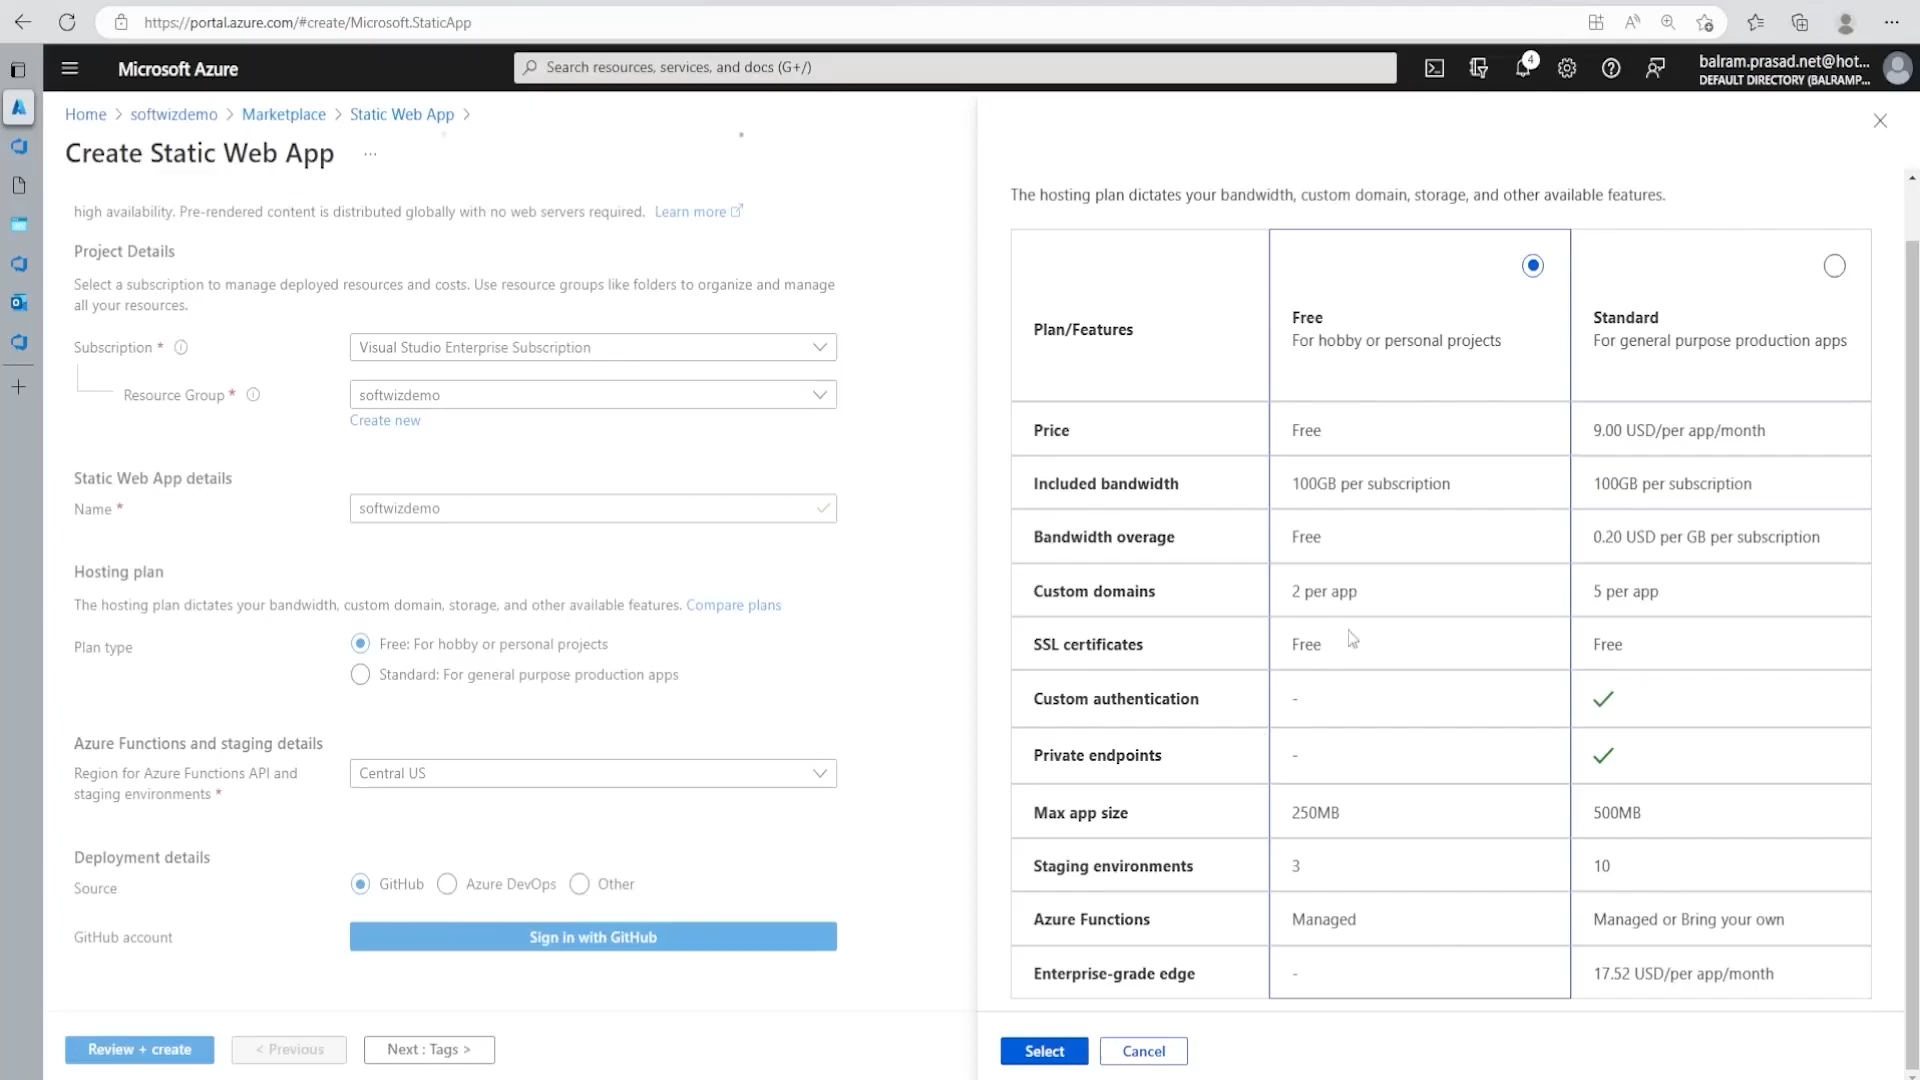 https://portal.azure.com/#create/Microsoft.StaticApp
Microsoft Azure
Search resources, services, and docs (G+/)
4
balram.prasad.net@hot...
DEFAULT DIRECTORY (BALRAMP...
Home > softwizdemo > Marketplace > Static Web App >
Create Static Web App ...
high availability. Pre-rendered content is distributed globally with no web servers required. Learn more
Project Details
Select a subscription to manage deployed resources and costs. Use resource groups like folders to organize and manage
all your resources.
Subscription *
Visual Studio Enterprise Subscription
Resource Group *
softwizdemo
Create new
Static Web App details
Name *
softwizdemo
Hosting plan
The hosting plan dictates your bandwidth, custom domain, storage, and other available features. Compare plans
Plan type
Free: For hobby or personal projects
Standard: For general purpose production apps
Azure Functions and staging details
Region for Azure Functions API and
staging environments *
Central US
Deployment details
Source
GitHub
Azure DevOps
Other
GitHub account
Sign in with GitHub
Review + create
< Previous
Next : Tags >
The hosting plan dictates your bandwidth, custom domain, storage, and other available features.
Plan/Features
Free
For hobby or personal projects
Standard
For general purpose production apps
Price
Free
9.00 USD/per app/month
Included bandwidth
100GB per subscription
100GB per subscription
Bandwidth overage
Free
0.20 USD per GB per subscription
Custom domains
2 per app
5 per app
SSL certificates
Free
Free
Custom authentication
-
Private endpoints
-
Max app size
250MB
500MB
Staging environments
3
10
Azure Functions
Managed
Managed or Bring your own
Enterprise-grade edge
-
17.52 USD/per app/month
Select
Cancel